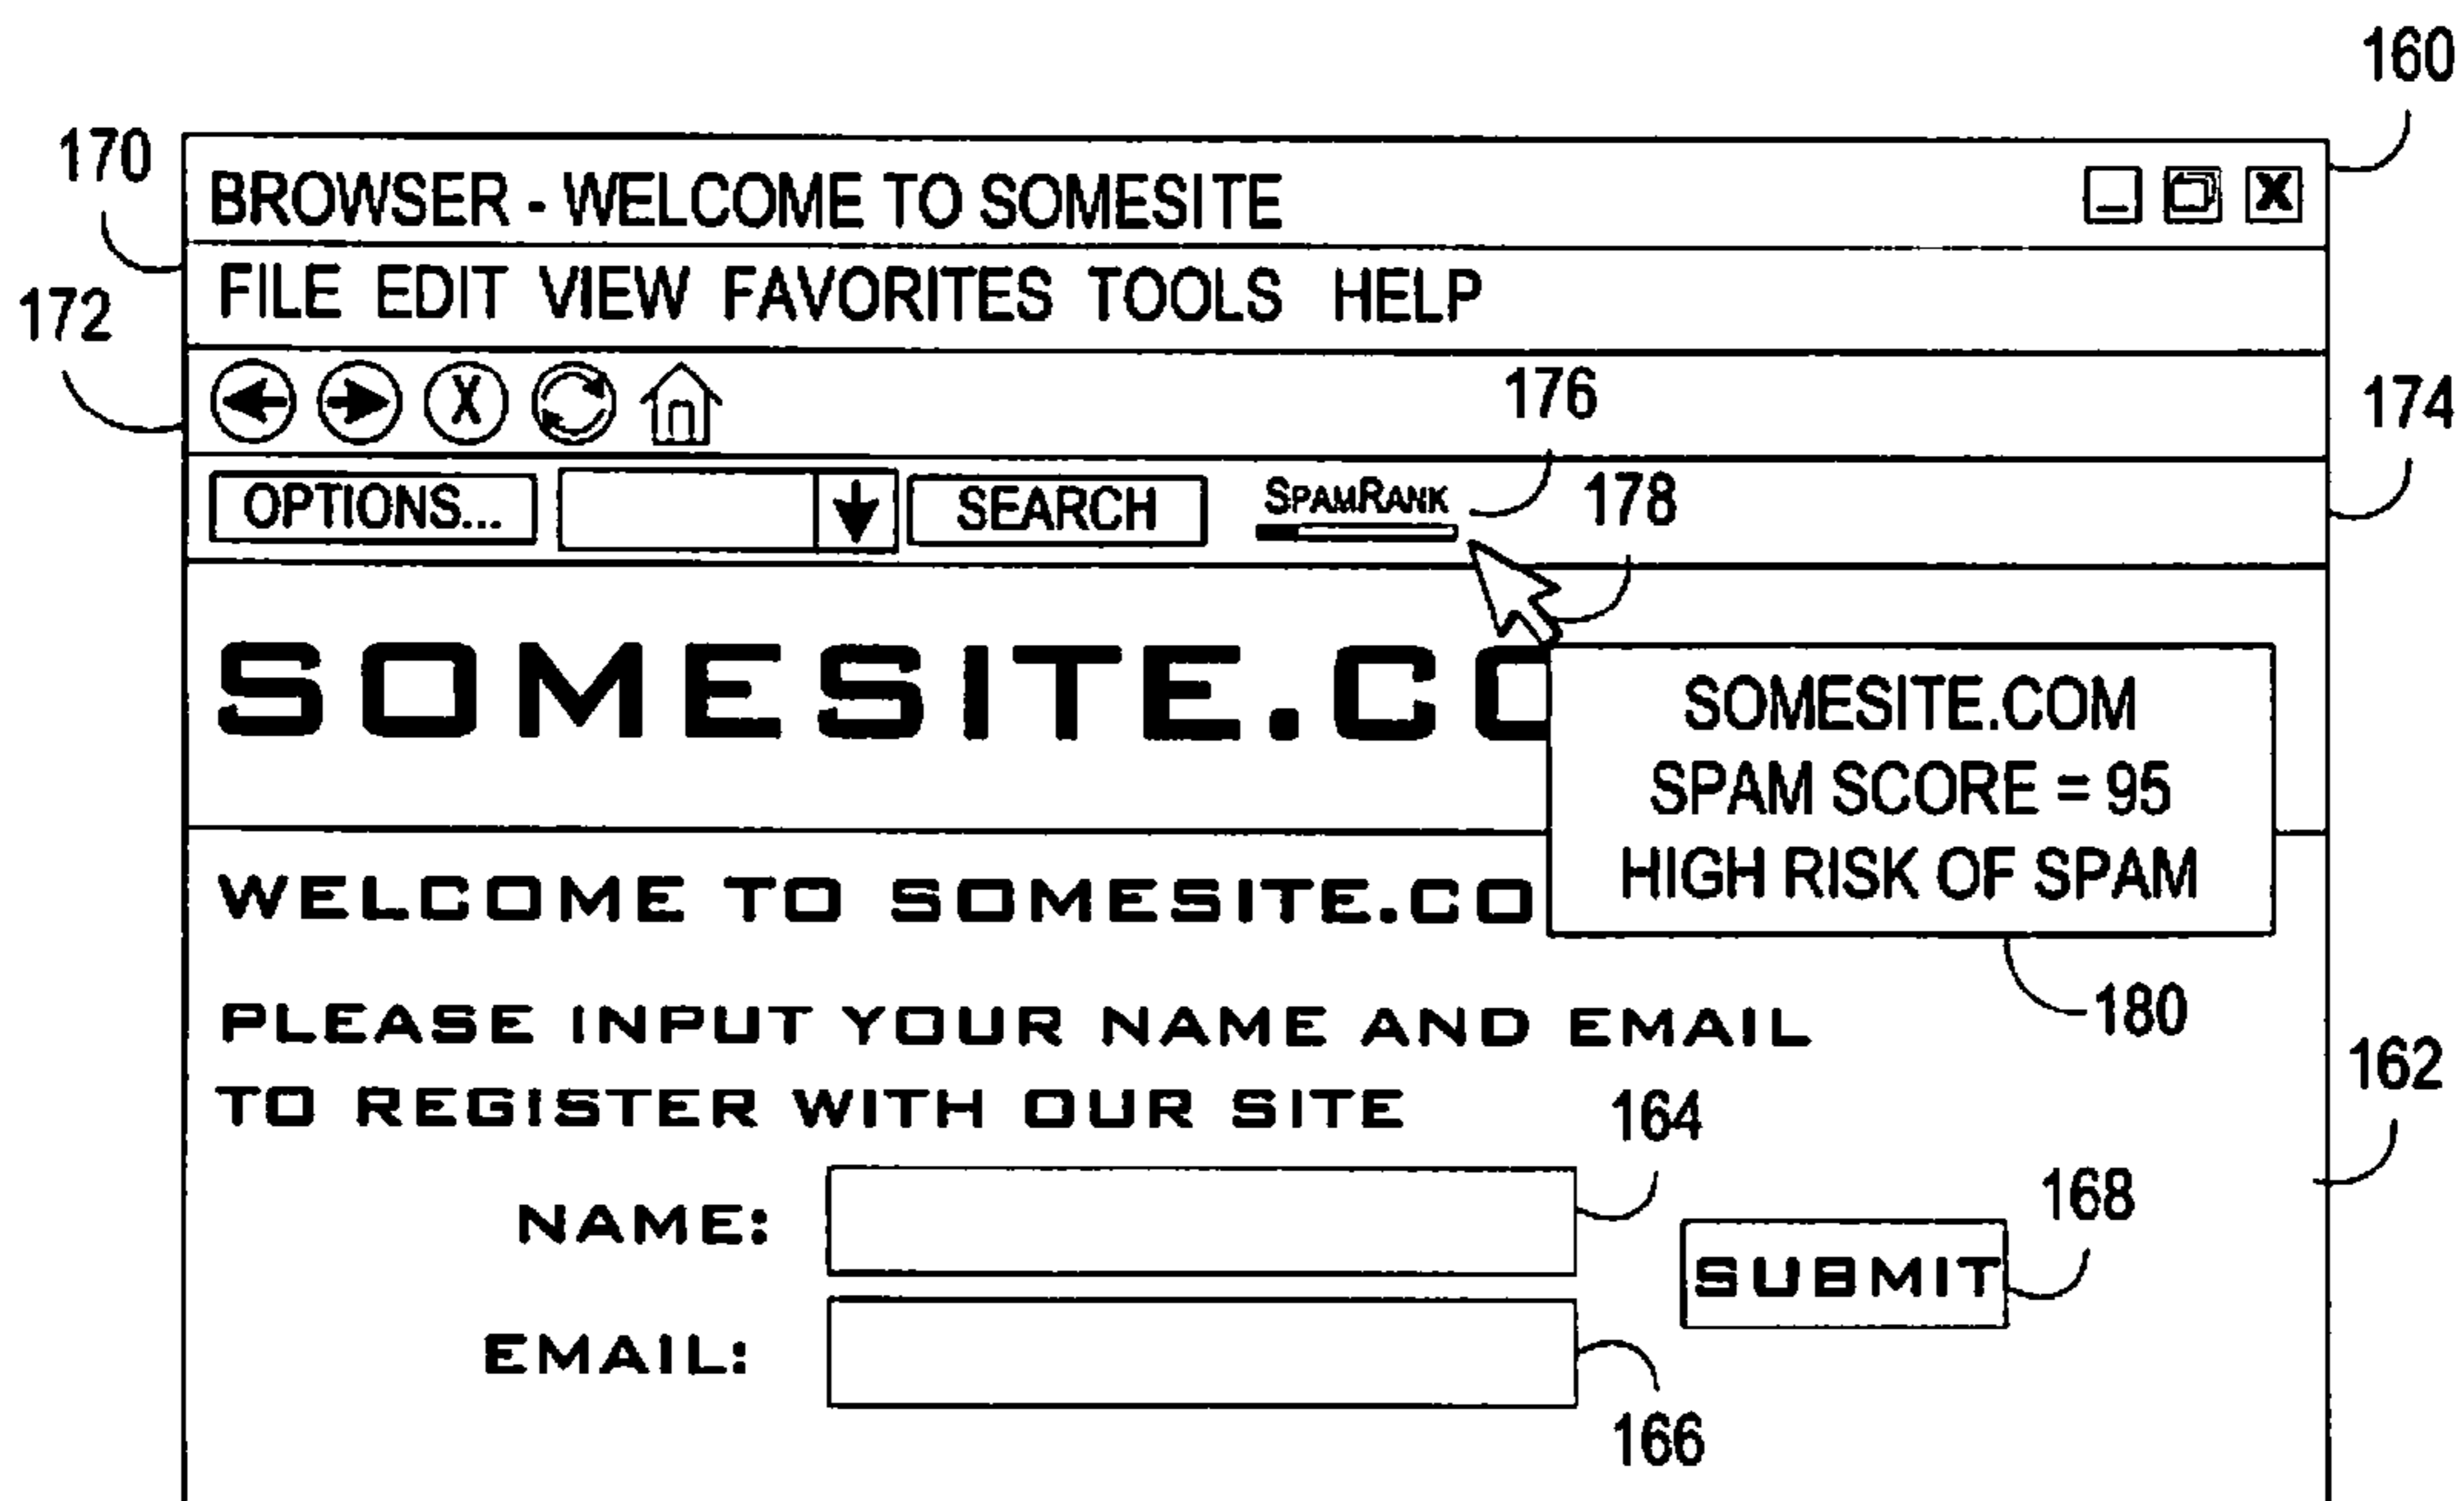 160
170
BROWSER - WELCOME TO SOMESITE
X
FILE EDIT VIEW FAVORITES TOOLS HELP
172
X
176
174
OPTIONS...
SEARCH
SPAMRANK
178
SOMESITE.CO
SOMESITE.COM
SPAM SCORE = 95
HIGH RISK OF SPAM
WELCOME TO SOMESITE.CO
180
PLEASE INPUT YOUR NAME AND EMAIL
TO REGISTER WITH OUR SITE
162
164
NAME:
168
SUBMIT
EMAIL:
166